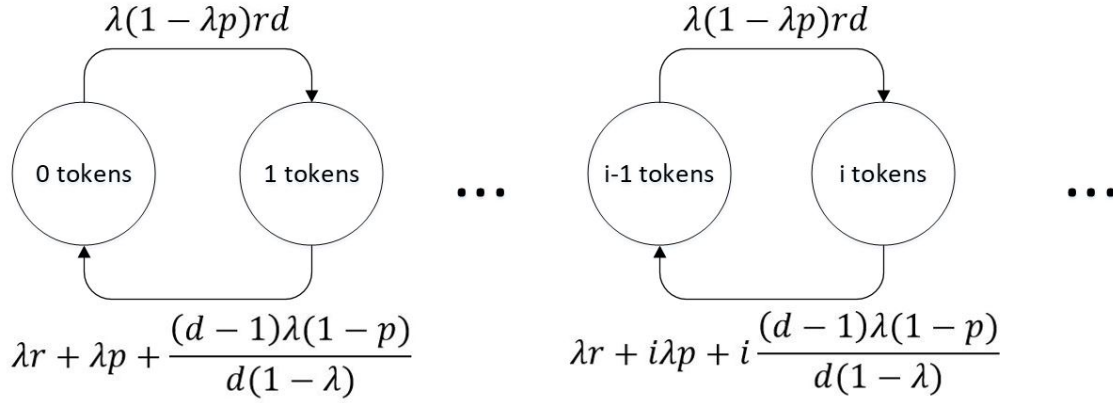 λ(1 − λp)rd λ(1 − λp)rd
0 tokens 1 tokens ... i-1 tokens i tokens ...
λr + λp + (d − 1)λ(1 − p) / d(1 − λ) λr + iλp + i (d − 1)λ(1 − p) / d(1 − λ)